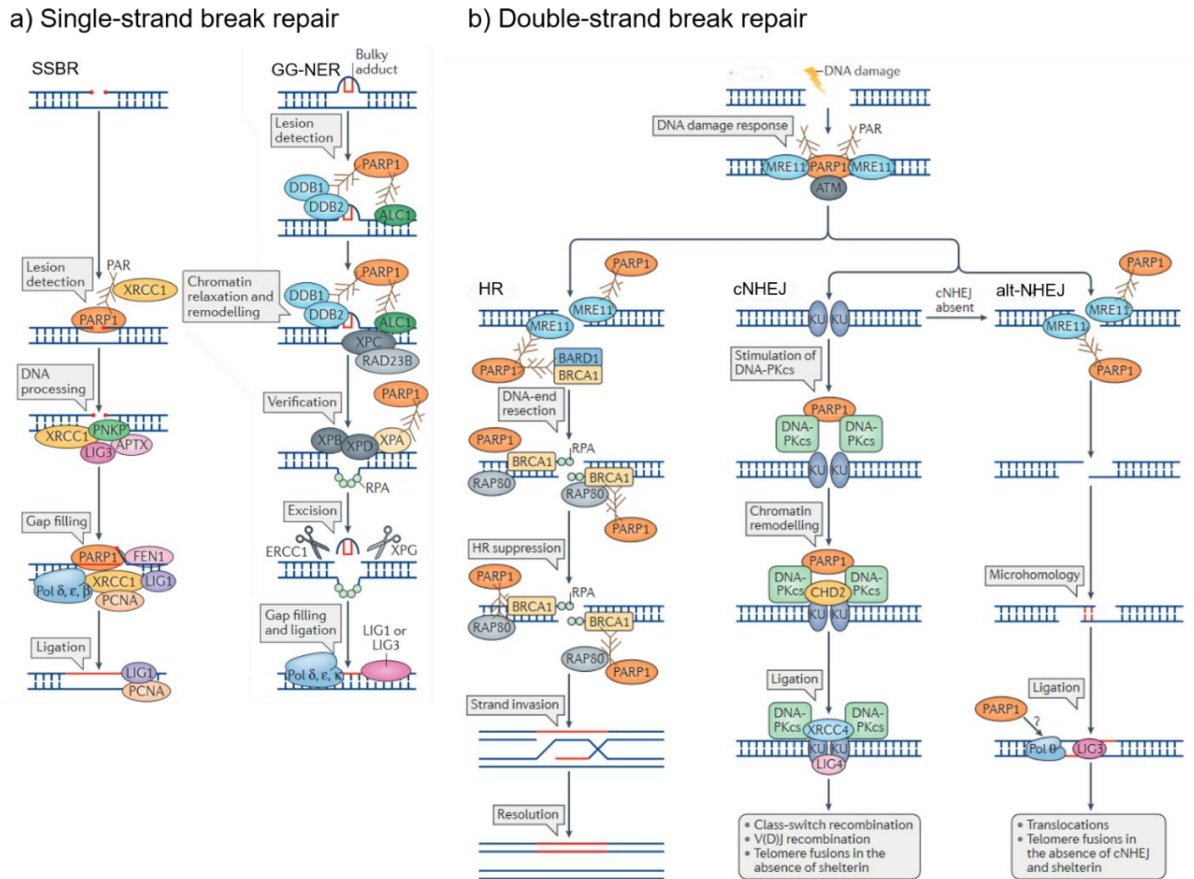 a) Single-strand break repair
SSBR
Lesion
detection
PAR
XRCC1
PARP1
DNA
processing
XRCC1
PNKP
APTX
LIG3
Gap filling
PARP1
FEN1
Pol δ, ε, β
XRCC1
LIG1
PCNA
Ligation
LIG1
PCNA
GG-NER
Bulky
adduct
Lesion
detection
PARP1
DDB1
DDB2
ALC1
Chromatin
relaxation and
remodelling
PARP1
DDB1
DDB2
ALC1
XPC
RAD23B
PARP1
Verification
XPB
XPD
XPA
RPA
Excision
ERCC1
XPG
Gap filling
and ligation
LIG1 or
LIG3
Pol δ, ε, κ
b) Double-strand break repair
DNA damage
DNA damage response
PAR
MRE11
PARP1
MRE11
ATM
HR
PARP1
MRE11
MRE11
PARP1
BARD1
BRCA1
DNA-end
resection
PARP1
RPA
BRCA1
BRCA1
RAP80
RAP80
PARP1
HR suppression
PARP1
RPA
BRCA1
BRCA1
RAP80
RAP80
PARP1
Strand invasion
Resolution
cNHEJ
KU
KU
cNHEJ
absent
Stimulation of
DNA-PKcs
PARP1
DNA-
PKcs
DNA-
PKcs
KU
KU
Chromatin
remodelling
PARP1
DNA-
PKcs
DNA-
PKcs
CHD2
KU
KU
Ligation
DNA-
PKcs
DNA-
PKcs
XRCC4
KU
KU
LIG4
• Class-switch recombination
• V(D)J recombination
• Telomere fusions in the
absence of shelterin
alt-NHEJ
PARP1
MRE11
MRE11
PARP1
Microhomology
Ligation
PARP1
?
Pol θ
LIG3
• Translocations
• Telomere fusions in
the absence of cNHEJ
and shelterin